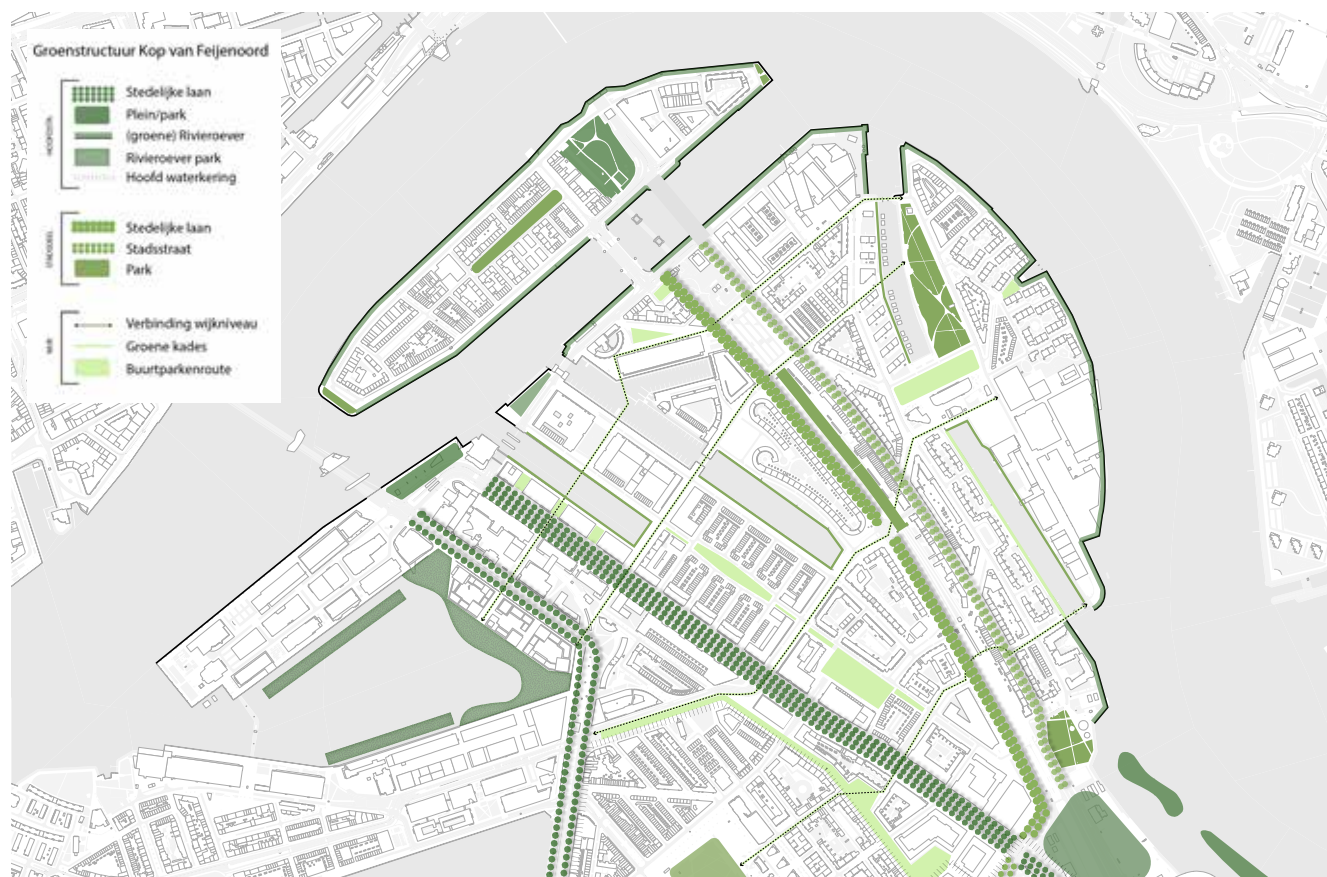 Groenstructuur Kop van Feijenoord
Stedelijke laan
Plein/park
(groene) Rivieroever
Rivieroever park
Hoofd waterkering
Stedelijke laan
Stadsstraat
Park
Verbinding wijkniveau
Groene kades
Buurtparkenroute